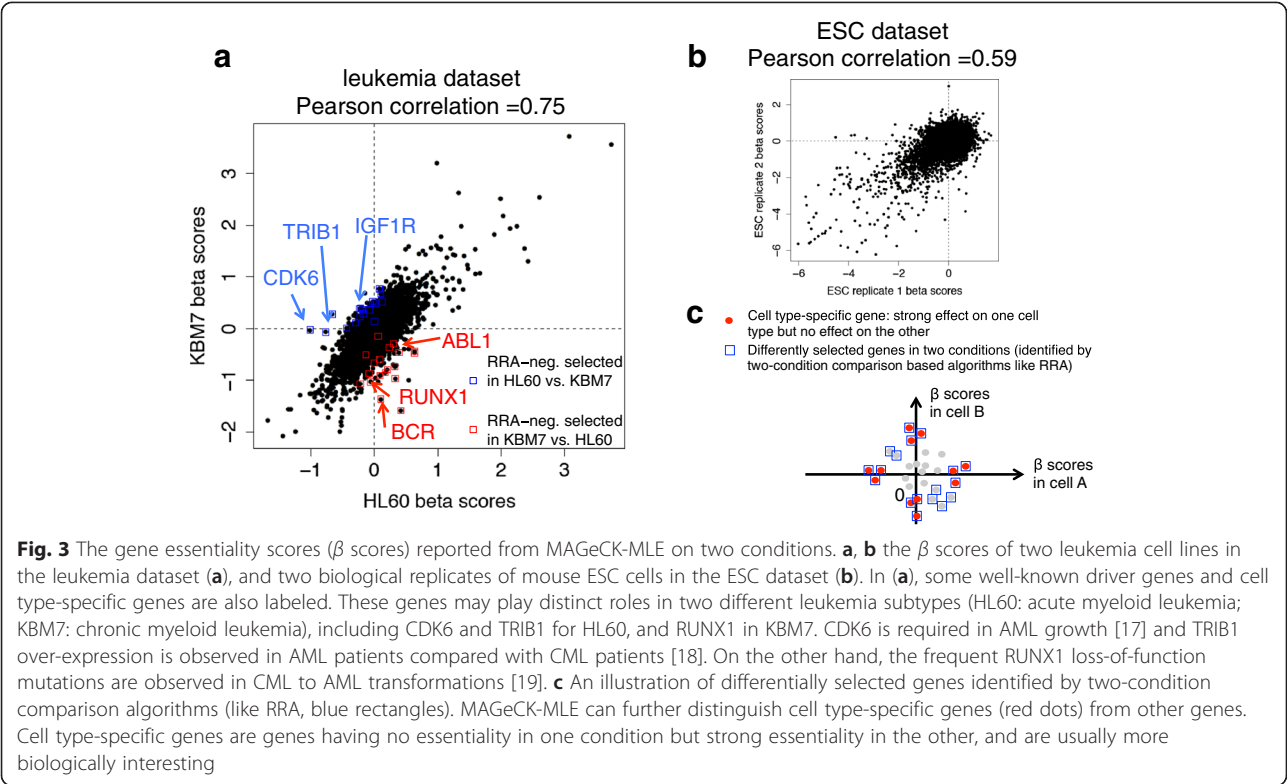 a
leukemia dataset
Pearson correlation =0.75
KBM7 beta scores
3
2
1
0
−1
−2
−1
0
1
2
3
HL60 beta scores
CDK6
TRIB1
IGF1R
ABL1
RUNX1
BCR
RRA−neg. selected
in HL60 vs. KBM7
RRA−neg. selected
in KBM7 vs. HL60
b
ESC dataset
Pearson correlation =0.59
ESC replicate 2 beta scores
2
0
−2
−4
−6
−6
−4
−2
0
ESC replicate 1 beta scores
c
Cell type-specific gene: strong effect on one cell
type but no effect on the other
Differently selected genes in two conditions (identified by
two-condition comparison based algorithms like RRA)
β scores
in cell B
β scores
in cell A
0
Fig. 3 The gene essentiality scores (β scores) reported from MAGeCK-MLE on two conditions. a, b the β scores of two leukemia cell lines in
the leukemia dataset (a), and two biological replicates of mouse ESC cells in the ESC dataset (b). In (a), some well-known driver genes and cell
type-specific genes are also labeled. These genes may play distinct roles in two different leukemia subtypes (HL60: acute myeloid leukemia;
KBM7: chronic myeloid leukemia), including CDK6 and TRIB1 for HL60, and RUNX1 in KBM7. CDK6 is required in AML growth [17] and TRIB1
over-expression is observed in AML patients compared with CML patients [18]. On the other hand, the frequent RUNX1 loss-of-function
mutations are observed in CML to AML transformations [19]. c An illustration of differentially selected genes identified by two-condition
comparison algorithms (like RRA, blue rectangles). MAGeCK-MLE can further distinguish cell type-specific genes (red dots) from other genes.
Cell type-specific genes are genes having no essentiality in one condition but strong essentiality in the other, and are usually more
biologically interesting